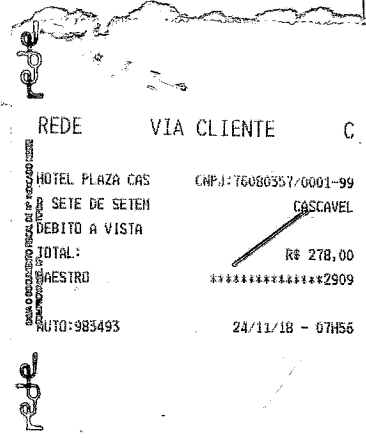 REDE VIA CLIENTE C
HOTEL PLAZA CAS CNPJ:76080357/0001-99
R SETE DE SETEM CASCAVEL
DEBITO A VISTA
TOTAL: R$ 278,00
MAESTRO ***************2909
AUTO:983493 24/11/18 - 07H56